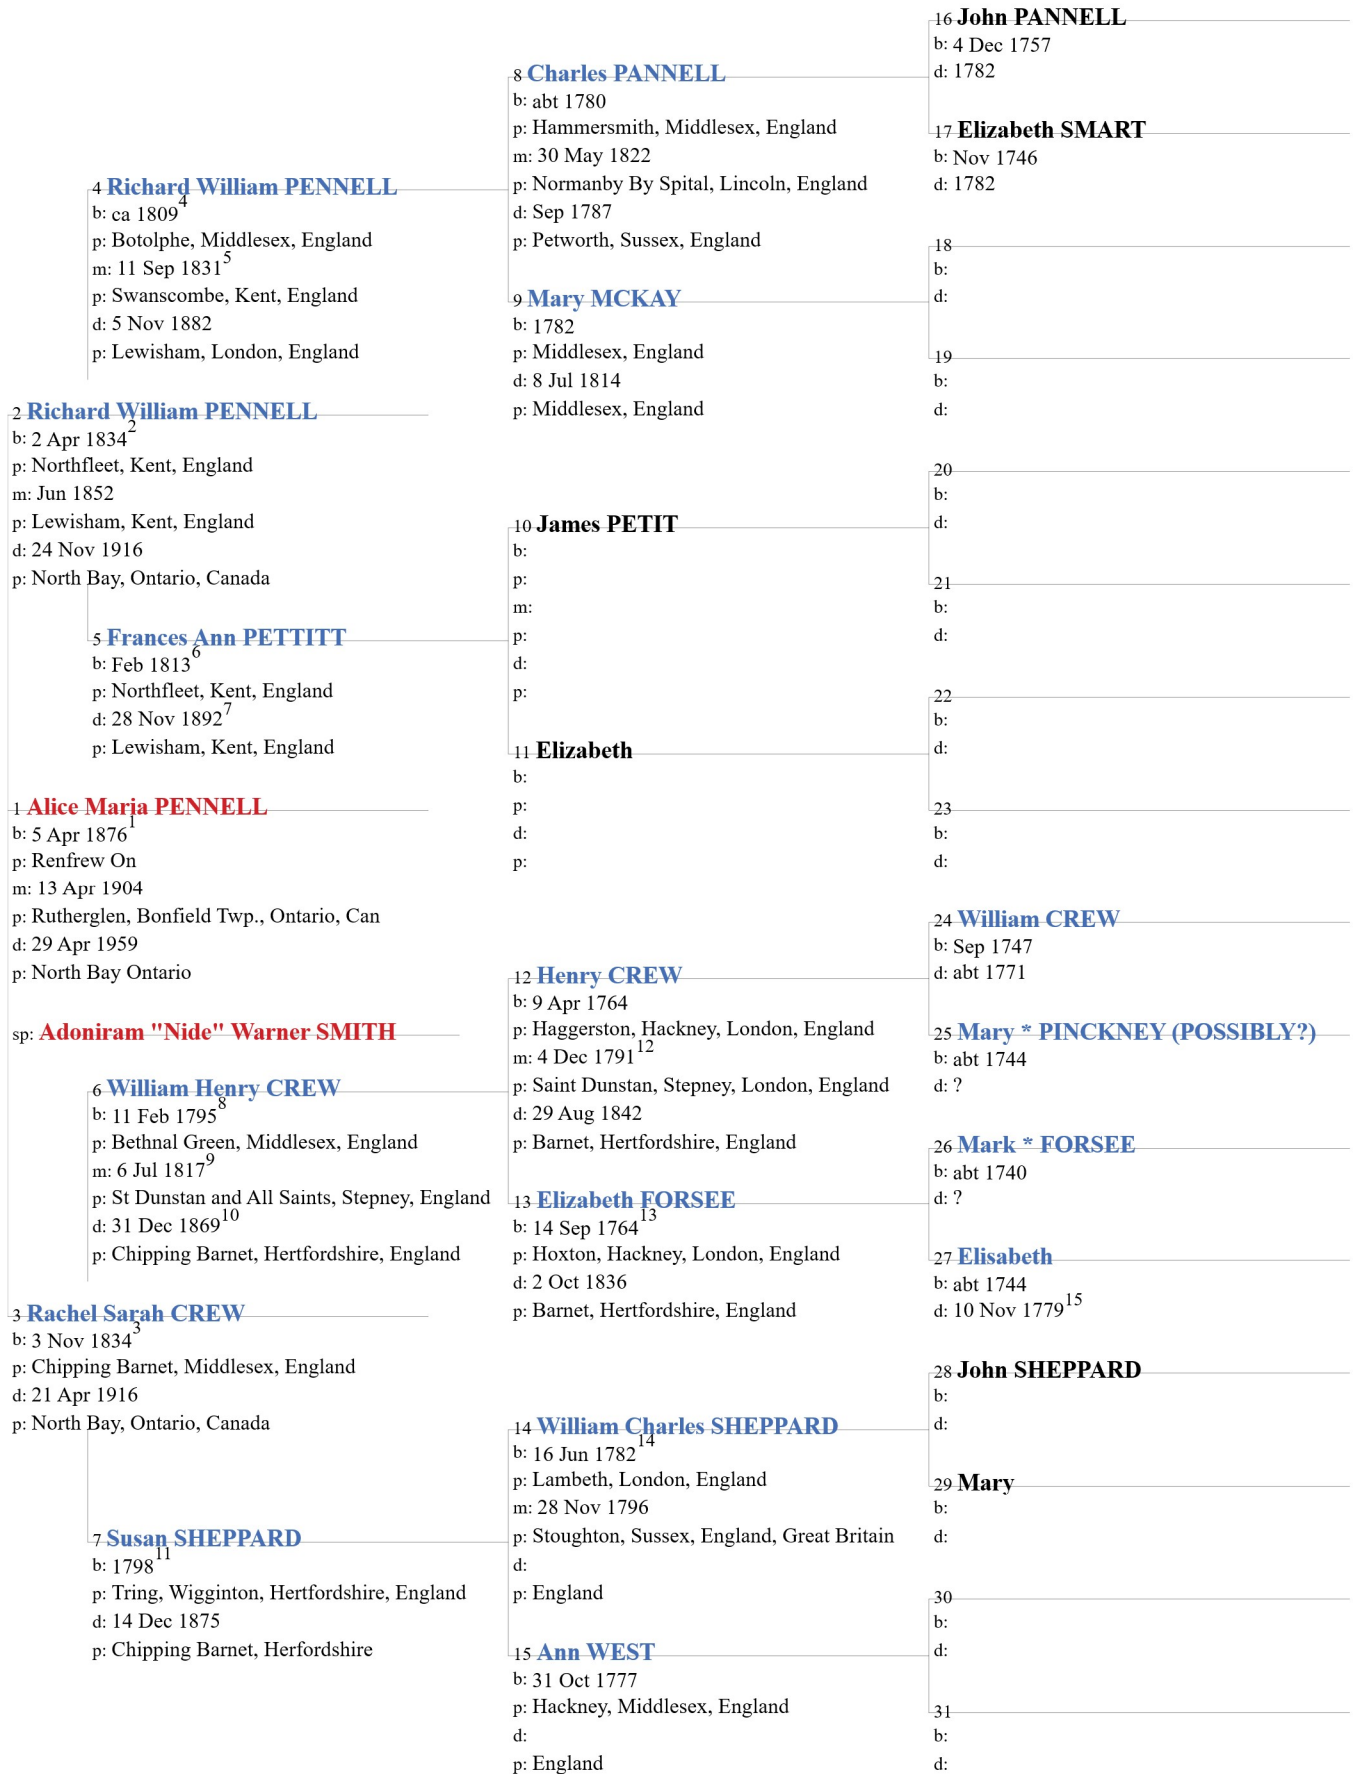 16 John PANNELL
b: 4 Dec 1757
d: 1782
8 Charles PANNELL
b: abt 1780
p: Hammersmith, Middlesex, England
m: 30 May 1822
p: Normanby By Spital, Lincoln, England
d: Sep 1787
p: Petworth, Sussex, England
17 Elizabeth SMART
b: Nov 1746
d: 1782
4 Richard William PENNELL
b: ca 1809 4
p: Botolphe, Middlesex, England
m: 11 Sep 1831 5
p: Swanscombe, Kent, England
d: 5 Nov 1882
p: Lewisham, London, England
18
b:
d:
9 Mary MCKAY
b: 1782
p: Middlesex, England
d: 8 Jul 1814
p: Middlesex, England
19
b:
d:
2 Richard William PENNELL
b: 2 Apr 1834 2
p: Northfleet, Kent, England
m: Jun 1852
p: Lewisham, Kent, England
d: 24 Nov 1916
p: North Bay, Ontario, Canada
20
b:
d:
10 James PETIT
b:
p:
m:
p:
d:
p:
21
b:
d:
5 Frances Ann PETTITT
b: Feb 1813 6
p: Northfleet, Kent, England
d: 28 Nov 1892 7
p: Lewisham, Kent, England
22
b:
d:
11 Elizabeth
b:
p:
d:
p:
23
b:
d:
1 Alice Maria PENNELL
b: 5 Apr 1876 1
p: Renfrew On
m: 13 Apr 1904
p: Rutherglen, Bonfield Twp., Ontario, Can
d: 29 Apr 1959
p: North Bay Ontario
sp: Adoniram "Nide" Warner SMITH
24 William CREW
b: Sep 1747
d: abt 1771
12 Henry CREW
b: 9 Apr 1764
p: Haggerston, Hackney, London, England
m: 4 Dec 1791 12
p: Saint Dunstan, Stepney, London, England
d: 29 Aug 1842
p: Barnet, Hertfordshire, England
25 Mary * PINCKNEY (POSSIBLY?)
b: abt 1744
d: ?
6 William Henry CREW
b: 11 Feb 1795 8
p: Bethnal Green, Middlesex, England
m: 6 Jul 1817 9
p: St Dunstan and All Saints, Stepney, England
d: 31 Dec 1869 10
p: Chipping Barnet, Hertfordshire, England
26 Mark * FORSEE
b: abt 1740
d: ?
13 Elizabeth FORSEE
b: 14 Sep 1764 13
p: Hoxton, Hackney, London, England
d: 2 Oct 1836
p: Barnet, Hertfordshire, England
27 Elisabeth
b: abt 1744
d: 10 Nov 1779 15
3 Rachel Sarah CREW
b: 3 Nov 1834 3
p: Chipping Barnet, Middlesex, England
d: 21 Apr 1916
p: North Bay, Ontario, Canada
28 John SHEPPARD
b:
d:
14 William Charles SHEPPARD
b: 16 Jun 1782 14
p: Lambeth, London, England
m: 28 Nov 1796
p: Stoughton, Sussex, England, Great Britain
d:
p: England
29 Mary
b:
d:
7 Susan SHEPPARD
b: 1798 11
p: Tring, Wigginton, Hertfordshire, England
d: 14 Dec 1875
p: Chipping Barnet, Herfordshire
30
b:
d:
15 Ann WEST
b: 31 Oct 1777
p: Hackney, Middlesex, England
d:
p: England
31
b:
d: